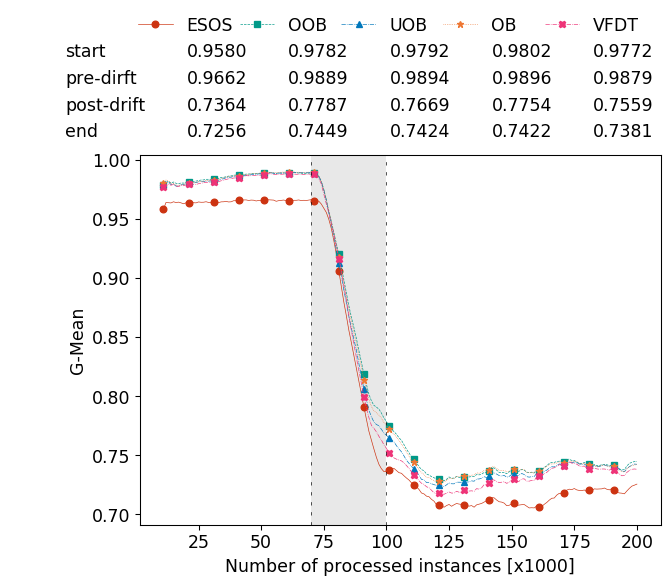 ESOS OOB UOB OB VFDT
start 0.9580 0.9782 0.9792 0.9802 0.9772
pre-dirft 0.9662 0.9889 0.9894 0.9896 0.9879
post-drift 0.7364 0.7787 0.7669 0.7754 0.7559
end 0.7256 0.7449 0.7424 0.7422 0.7381
1.00
0.95
0.90
0.85
0.80
0.75
0.70
G-Mean
25 50 75 100 125 150 175 200
Number of processed instances [x1000]